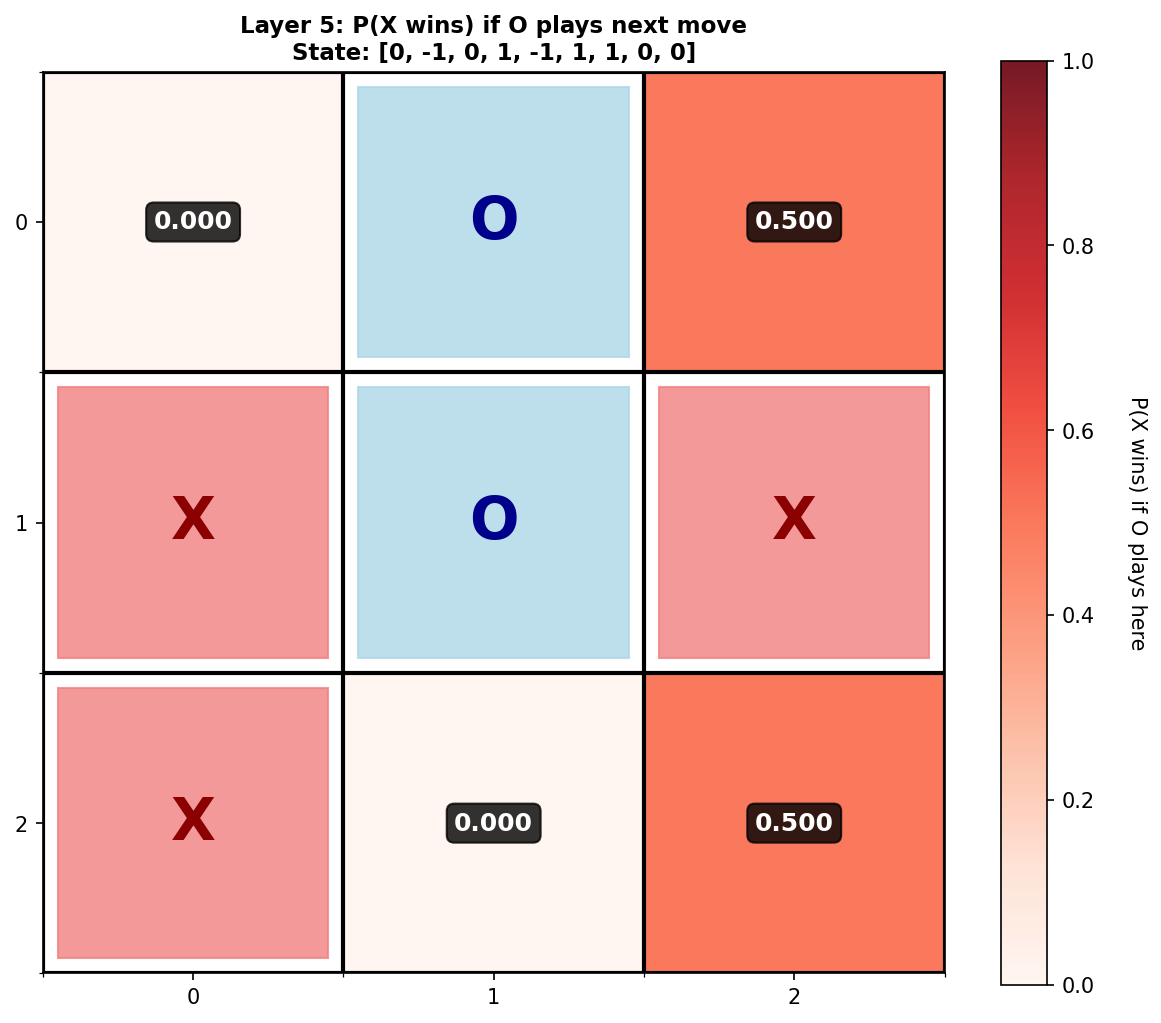 Layer 5: P(X wins) if O plays next move
State: [0, -1, 0, 1, -1, 1, 1, 0, 0]
0.000
O
0.500
X
O
X
X
0.000
0.500
0
1
2
0
1
2
1.0
0.8
0.6
0.4
0.2
0.0
P(X wins) if O plays here